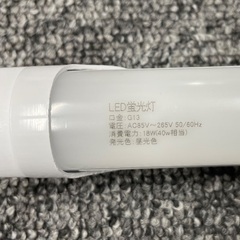 LED蛍光灯
口金: G13
電圧: AC85V～265V 50/60Hz
消費電力: 18W(40w相当)
発光色: 昼光色